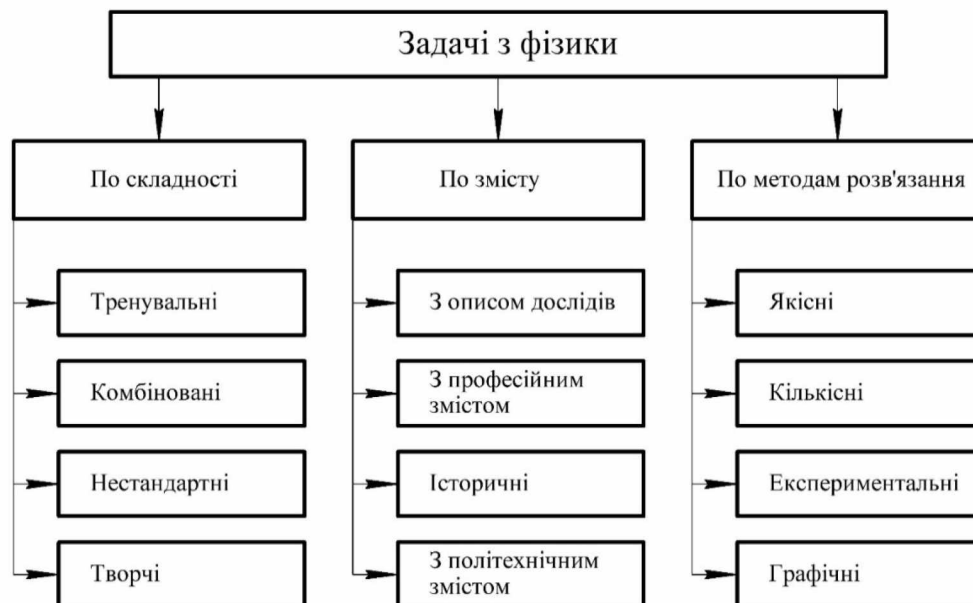 Задачі з фізики
По складності
По змісту
По методам розв'язання
Тренувальні
Комбіновані
Нестандартні
Творчі
З описом дослідів
З професійним
змістом
Історичні
З політехнічним
змістом
Якісні
Кількісні
Експериментальні
Графічні